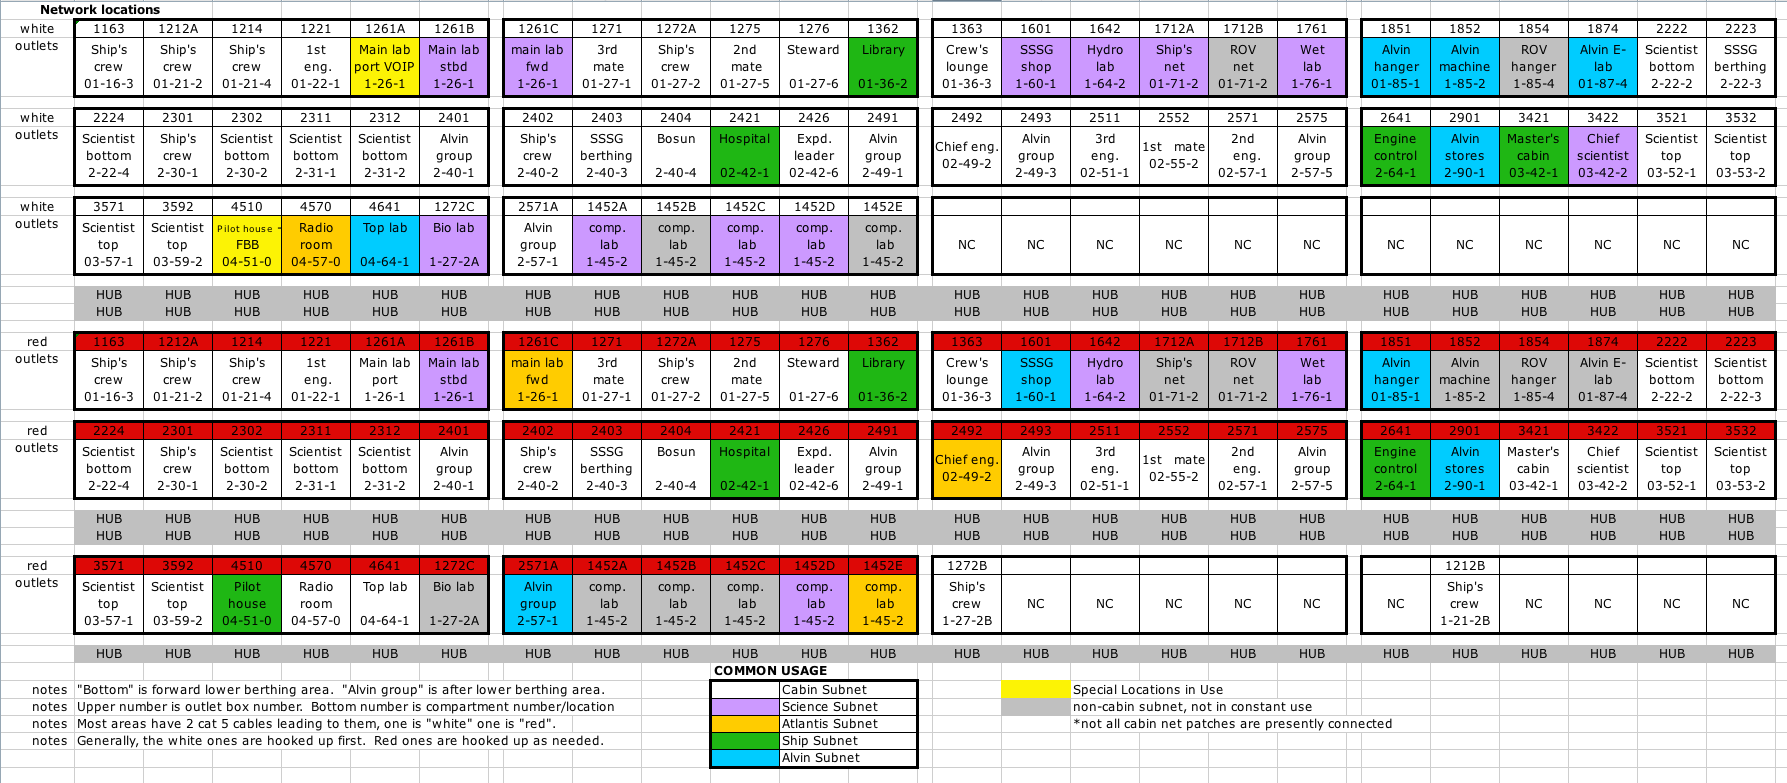 Network locations
white 1163 1212A 1214 1221 1261A 1261B 1261C 1271 1272A 1275 1276 1362 1363 1601 1642 1712A 1712B 1761 1851 1852 1854 1874 2222 2223
outlets Ship's Ship's Ship's 1st Main lab Main lab main lab 3rd Ship's 2nd Steward Library Crew's SSSG Hydro Ship's ROV Wet Alvin Alvin ROV Alvin E- Scientist SSSG
crew crew crew eng. port VOIP stbd fwd mate crew mate lounge shop lab net net lab hanger machine hanger lab bottom berthing
01-16-3 01-21-2 01-21-4 01-22-1 1-26-1 1-26-1 1-26-1 01-27-1 01-27-2 01-27-5 01-27-6 01-36-2 01-36-3 1-60-1 1-64-2 01-71-2 01-71-2 1-76-1 01-85-1 1-85-2 1-85-4 01-87-4 2-22-2 2-22-3
white 2224 2301 2302 2311 2312 2401 2402 2403 2404 2421 2426 2491 2492 2493 2511 2552 2571 2575 2641 2901 3421 3422 3521 3532
outlets Scientist Ship's Scientist Scientist Scientist Alvin Ship's SSSG Bosun Hospital Expd. Alvin Chief eng. Alvin 3rd 1st mate 2nd Alvin Engine Alvin Master's Chief Scientist Scientist
bottom crew bottom bottom bottom group crew berthing leader group group eng. eng. group control stores cabin scientist top top
2-22-4 2-30-1 2-30-2 2-31-1 2-31-2 2-40-1 2-40-2 2-40-3 2-40-4 02-42-1 02-42-6 2-49-1 02-49-2 2-49-3 02-51-1 02-55-2 02-57-1 2-57-5 2-64-1 2-90-1 03-42-1 03-42-2 03-52-1 03-53-2
white 3571 3592 4510 4570 4641 1272C 2571A 1452A 1452B 1452C 1452D 1452E
outlets Scientist Scientist Pilot house - Radio Top lab Bio lab Alvin comp. comp. comp. comp. comp.
top top FBB room group lab lab lab lab lab NC NC NC NC NC NC NC NC NC NC NC NC
03-57-1 03-59-2 04-51-0 04-57-0 04-64-1 1-27-2A 2-57-1 1-45-2 1-45-2 1-45-2 1-45-2 1-45-2
HUB HUB HUB HUB HUB HUB HUB HUB HUB HUB HUB HUB HUB HUB HUB HUB HUB HUB HUB HUB HUB HUB HUB HUB
HUB HUB HUB HUB HUB HUB HUB HUB HUB HUB HUB HUB HUB HUB HUB HUB HUB HUB HUB HUB HUB HUB HUB HUB
red 1163 1212A 1214 1221 1261A 1261B 1261C 1271 1272A 1275 1276 1362 1363 1601 1642 1712A 1712B 1761 1851 1852 1854 1874 2222 2223
outlets Ship's Ship's Ship's 1st Main lab Main lab main lab 3rd Ship's 2nd Steward Library Crew's SSSG Hydro Ship's ROV Wet Alvin Alvin ROV Alvin E- Scientist Scientist
crew crew crew eng. port stbd fwd mate crew mate lounge shop lab net net lab hanger machine hanger lab bottom bottom
01-16-3 01-21-2 01-21-4 01-22-1 1-26-1 1-26-1 1-26-1 01-27-1 01-27-2 01-27-5 01-27-6 01-36-2 01-36-3 1-60-1 1-64-2 01-71-2 01-71-2 1-76-1 01-85-1 1-85-2 1-85-4 01-87-4 2-22-2 2-22-3
red 2224 2301 2302 2311 2312 2401 2402 2403 2404 2421 2426 2491 2492 2493 2511 2552 2571 2575 2641 2901 3421 3422 3521 3532
outlets Scientist Ship's Scientist Scientist Scientist Alvin Ship's SSSG Bosun Hospital Expd. Alvin Chief eng. Alvin 3rd 1st mate 2nd Alvin Engine Alvin Master's Chief Scientist Scientist
bottom crew bottom bottom bottom group crew berthing leader group group eng. eng. group control stores cabin scientist top top
2-22-4 2-30-1 2-30-2 2-31-1 2-31-2 2-40-1 2-40-2 2-40-3 2-40-4 02-42-1 02-42-6 2-49-1 02-49-2 2-49-3 02-51-1 02-55-2 02-57-1 2-57-5 2-64-1 2-90-1 03-42-1 03-42-2 03-52-1 03-53-2
HUB HUB HUB HUB HUB HUB HUB HUB HUB HUB HUB HUB HUB HUB HUB HUB HUB HUB HUB HUB HUB HUB HUB HUB
HUB HUB HUB HUB HUB HUB HUB HUB HUB HUB HUB HUB HUB HUB HUB HUB HUB HUB HUB HUB HUB HUB HUB HUB
red 3571 3592 4510 4570 4641 1272C 2571A 1452A 1452B 1452C 1452D 1452E 1272B 1212B
outlets Scientist Scientist Pilot Radio Top lab Bio lab Alvin comp. comp. comp. comp. comp. Ship's Ship's
top top house room group lab lab lab lab lab crew NC NC NC NC NC NC crew NC NC NC NC
03-57-1 03-59-2 04-51-0 04-57-0 04-64-1 1-27-2A 2-57-1 1-45-2 1-45-2 1-45-2 1-45-2 1-45-2 1-27-2B 1-21-2B
HUB HUB HUB HUB HUB HUB HUB HUB HUB HUB HUB HUB HUB HUB HUB HUB HUB HUB HUB HUB HUB HUB HUB HUB
COMMON USAGE
notes "Bottom" is forward lower berthing area. "Alvin group" is after lower berthing area. Cabin Subnet Special Locations in Use
notes Upper number is outlet box number. Bottom number is compartment number/location Science Subnet non-cabin subnet, not in constant use
notes Most areas have 2 cat 5 cables leading to them, one is "white" one is "red". Atlantis Subnet *not all cabin net patches are presently connected
notes Generally, the white ones are hooked up first. Red ones are hooked up as needed. Ship Subnet
Alvin Subnet